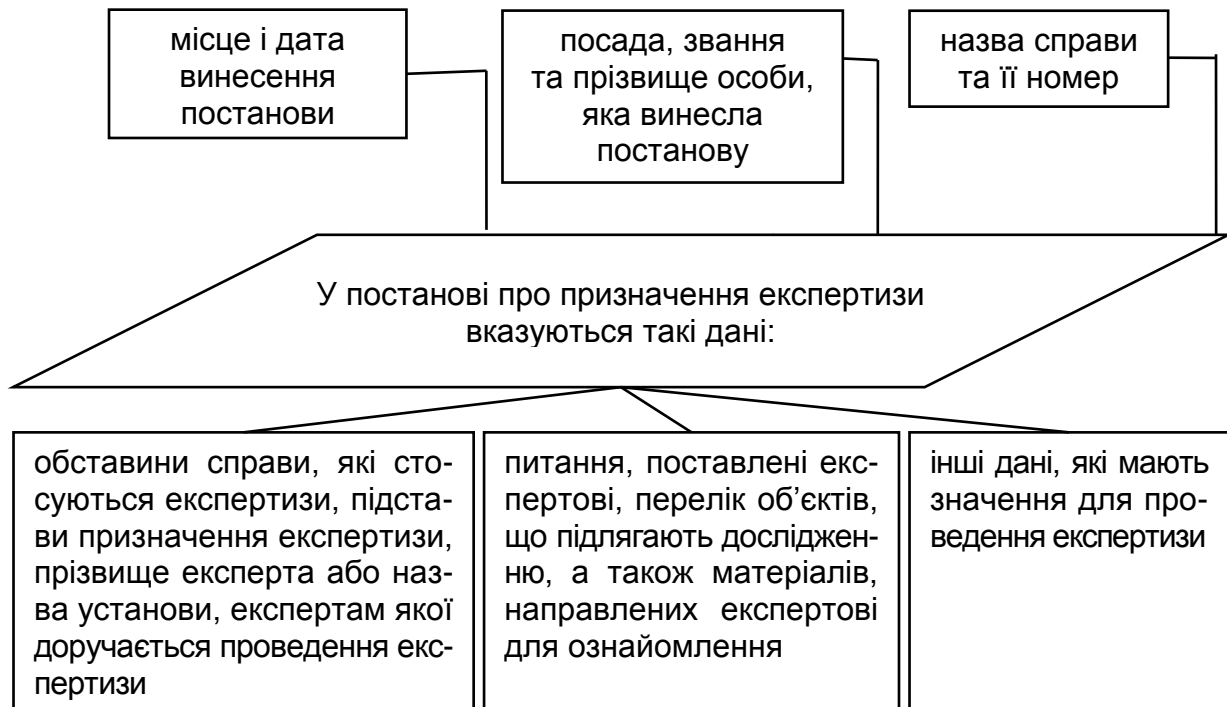 місце і дата
винесення
постанови
посада, звання
та прізвище особи,
яка винесла
постанову
назва справи
та її номер
У постанові про призначення експертизи
вказуються такі дані:
обставини справи, які сто-
суються експертизи, підста-
ви призначення експертизи,
прізвище експерта або наз-
ва установи, експертам якої
доручається проведення екс-
пертизи
питання, поставлені екс-
пертові, перелік об’єктів,
що підлягають дослідżen-
ню, а також матеріалів,
направлених експертові
для ознайомлення
інші дані, які мають
значення для про-
ведення експертизи